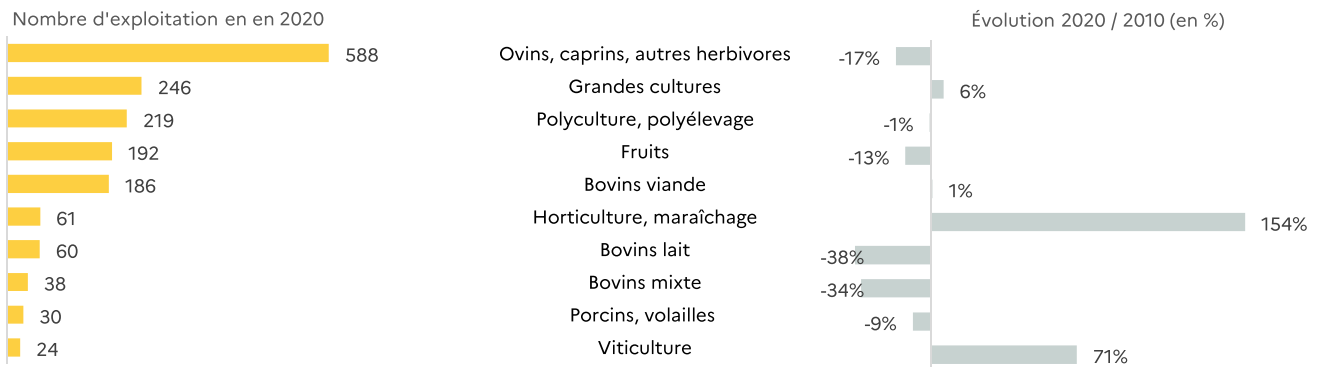 Nombre d'exploitation en en 2020
Évolution 2020 / 2010 (en %)
588 Ovins, caprins, autres herbivores -17%
246 Grandes cultures 6%
219 Polyculture, polyélevage -1%
192 Fruits -13%
186 Bovins viande 1%
61 Horticulture, maraîchage 154%
60 Bovins lait -38%
38 Bovins mixte -34%
30 Porcins, volailles -9%
24 Viticulture 71%